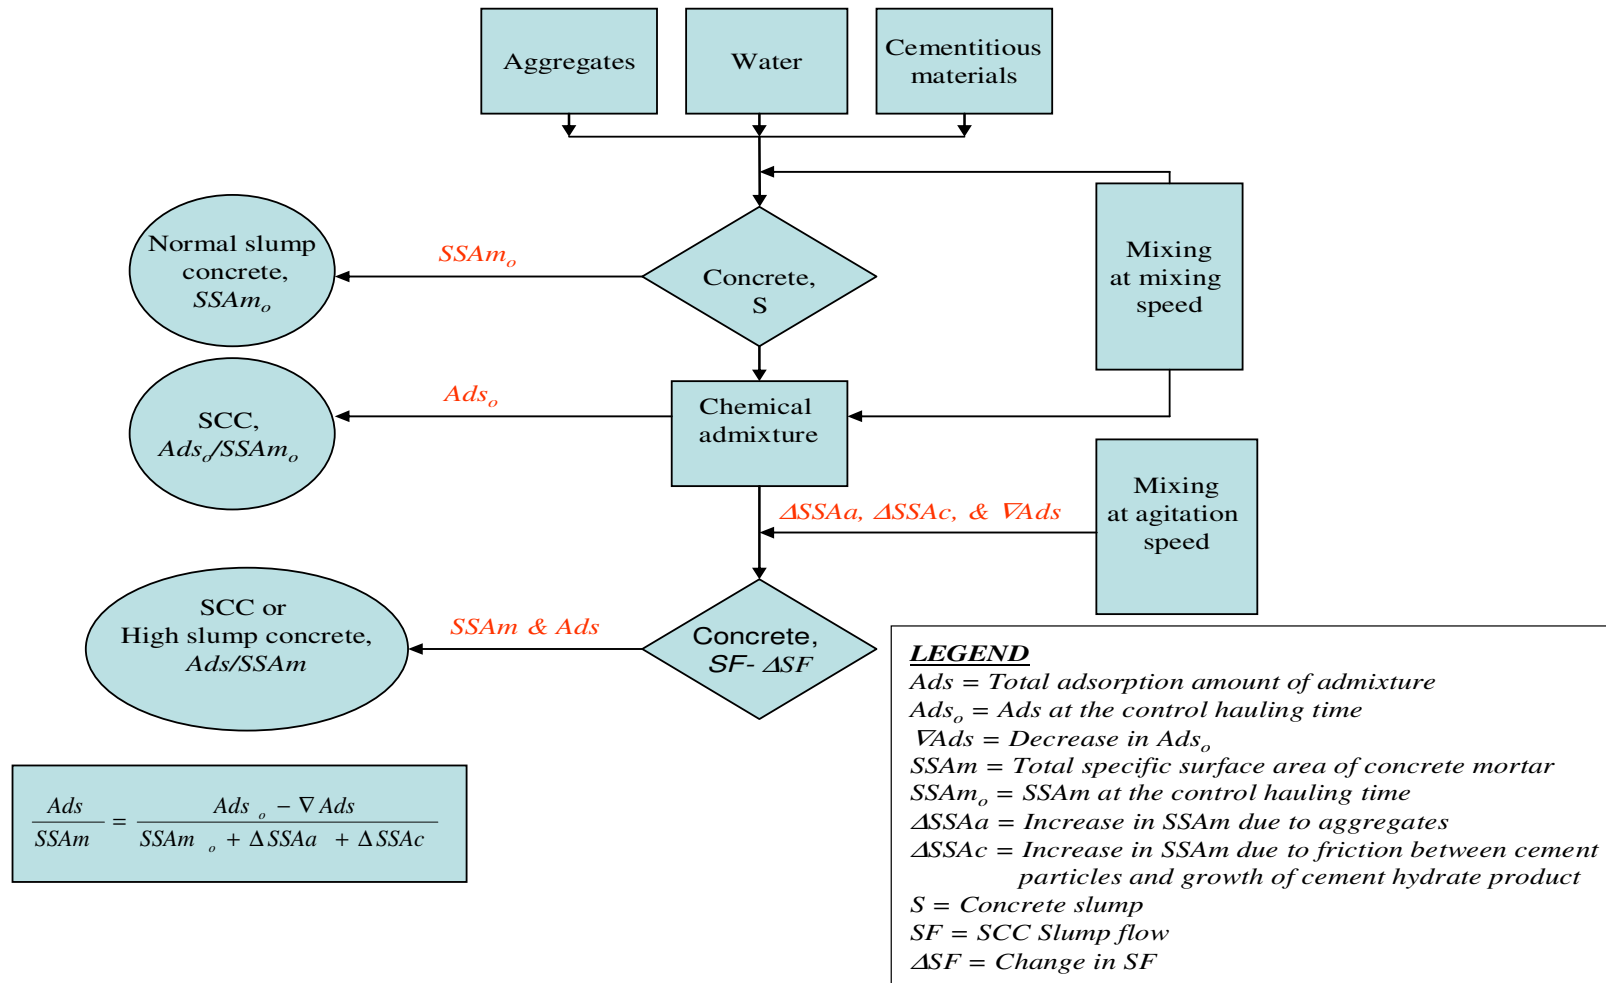 Aggregates
Water
Cementitious
materials
Mixing
at mixing
speed
Normal slump
concrete,
SSAmₒ
SSAmₒ
Concrete,
S
SCC,
Adsₒ/SSAmₒ
Adsₒ
Chemical
admixture
Mixing
at agitation
speed
ΔSSAa, ΔSSAc, & ∇Ads
SCC or
High slump concrete,
Ads/SSAm
SSAm & Ads
Concrete,
SF- ΔSF
Ads/SSAm = (Ads ₒ − ∇ Ads)/(SSAm ₒ + Δ SSAa + Δ SSAc)
LEGEND
Ads = Total adsorption amount of admixture
Adsₒ = Ads at the control hauling time
∇Ads = Decrease in Adsₒ
SSAm = Total specific surface area of concrete mortar
SSAmₒ = SSAm at the control hauling time
ΔSSAa = Increase in SSAm due to aggregates
ΔSSAc = Increase in SSAm due to friction between cement
particles and growth of cement hydrate product
S = Concrete slump
SF = SCC Slump flow
ΔSF = Change in SF